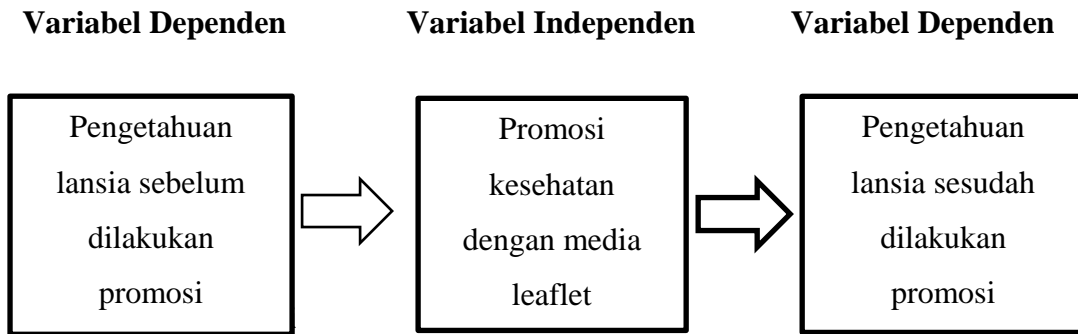 Variabel Dependen
Variabel Independen
Variabel Dependen
Pengetahuan
lansia sebelum
dilakukan
promosi
Promosi
kesehatan
dengan media
leaflet
Pengetahuan
lansia sesudah
dilakukan
promosi